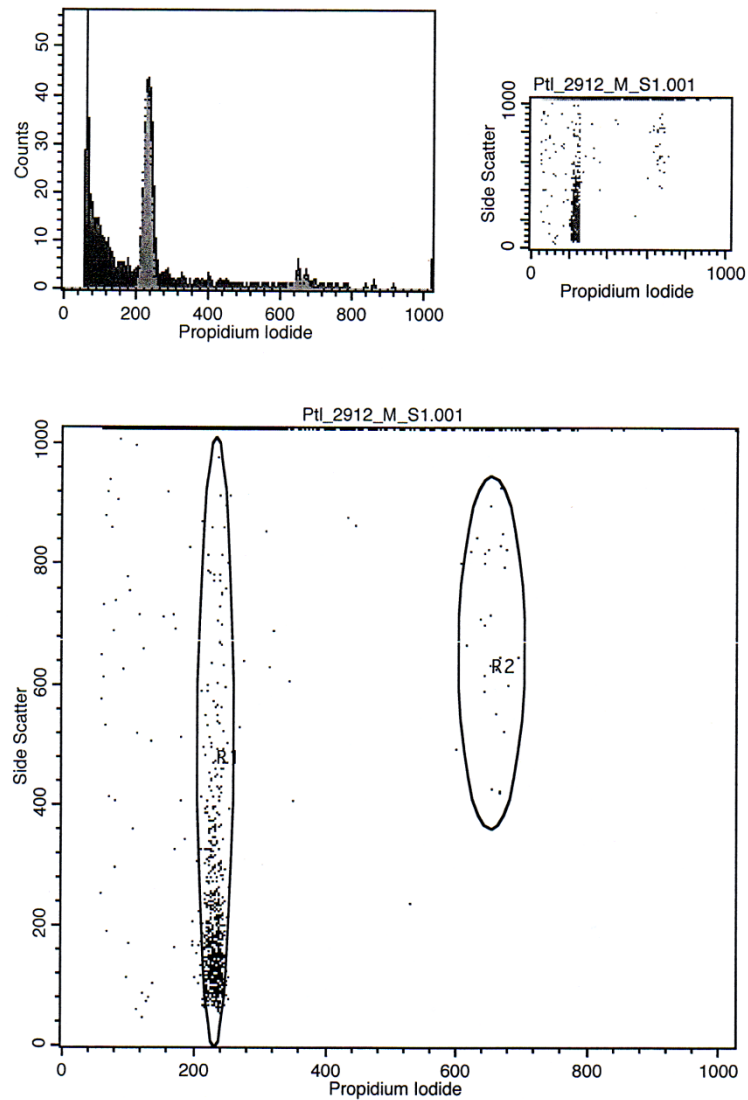 50
40
30
20
10
0
Counts
0 200 400 600 800 1000
Propidium Iodide
Ptl_2912_M_S1.001
1000
0
Side Scatter
0 1000
Propidium Iodide
Ptl_2912_M_S1.001
1000
800
600
400
200
0
Side Scatter
R1
R2
0 200 400 600 800 1000
Propidium Iodide